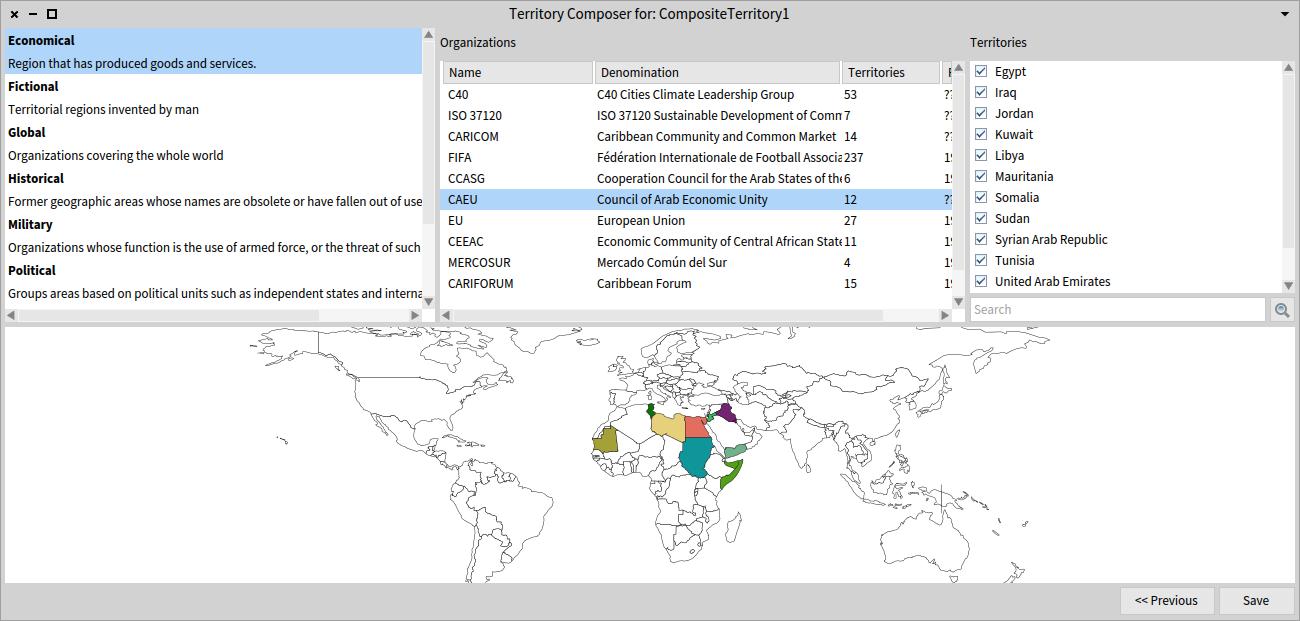 Territory Composer for: CompositeTerritory1
Economical
Region that has produced goods and services.
Fictional
Territorial regions invented by man
Global
Organizations covering the whole world
Historical
Former geographic areas whose names are obsolete or have fallen out of use
Military
Organizations whose function is the use of armed force, or the threat of such
Political
Groups areas based on political units such as independent states and interna
Organizations
Name Denomination Territories
C40 C40 Cities Climate Leadership Group 53 ??
ISO 37120 ISO 37120 Sustainable Development of Comm 7 ??
CARICOM Caribbean Community and Common Market 14 ??
FIFA Fédération Internationale de Football Associa 237 19
CCASG Cooperation Council for the Arab States of the 6 19
CAEU Council of Arab Economic Unity 12 ??
EU European Union 27 19
CEEAC Economic Community of Central African State 11 19
MERCOSUR Mercado Común del Sur 4 19
CARIFORUM Caribbean Forum 15 19
Territories
Egypt
Iraq
Jordan
Kuwait
Libya
Mauritania
Somalia
Sudan
Syrian Arab Republic
Tunisia
United Arab Emirates
Search
<< Previous
Save